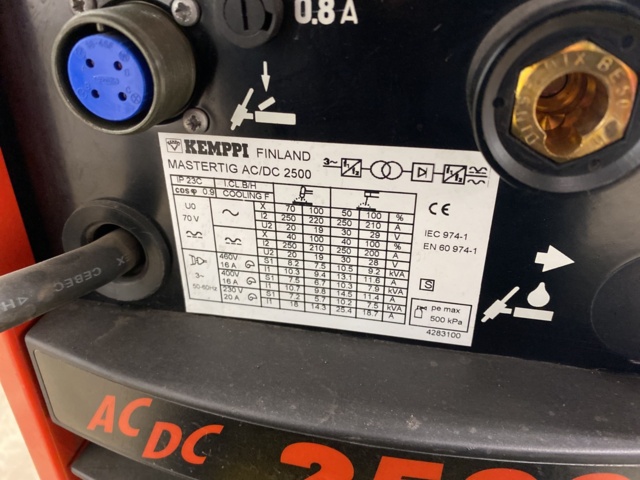 0.8 A
KEMPPI FINLAND
MASTERTIG AC/DC 2500
3~
IP 23C I.CL.B/H
COS φ 0.9 COOLING F
X 70 100 50 100 %
U0 I2 250 220 250 210 A
70 V U2 20 19 30 28 V
X 40 100 40 100 %
I2 250 210 250 200 A
U2 20 19 30 28 V
460V S1 8.2 7.5 10.5 9.2 kVA
16 A I1 10.3 9.4 13.1 11.6 A
3~ 400V S1 7.5 6.7 10.3 7.9 kVA
16 A I1 10.7 9.7 14.5 11.4 A
50-60Hz 230 V S1 7.2 5.7 10.2 7.5 kVA
20 A I1 14.3 25.4 18.7 A
CE
IEC 974-1
EN 60 974-1
S
pe max
500 kPa
4283100
AC DC